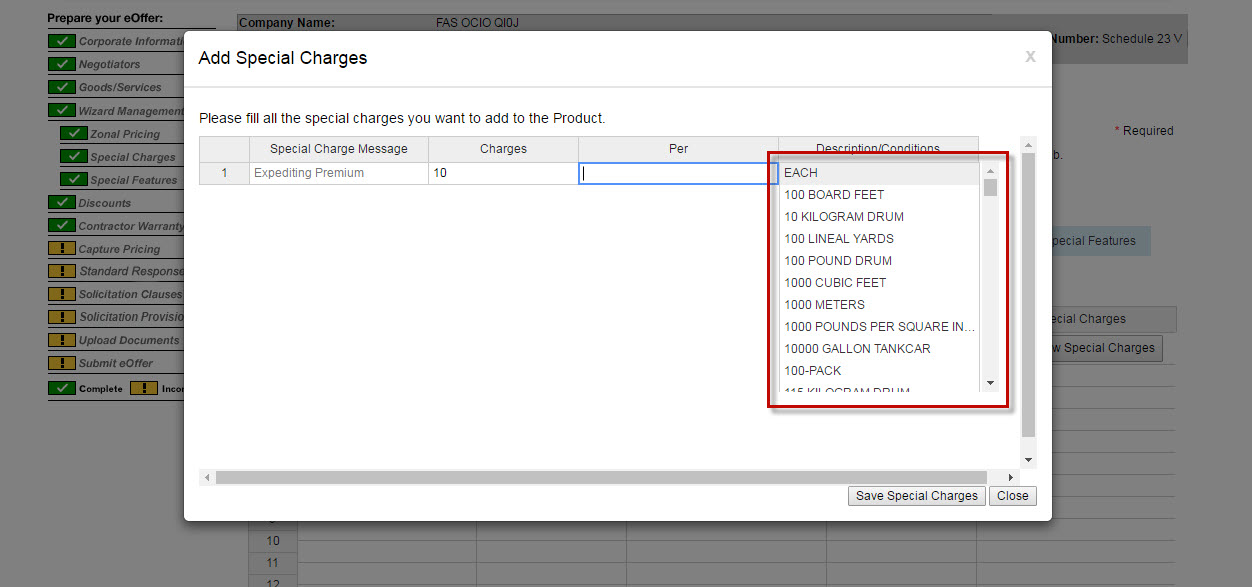 Prepare your eOffer:
Company Name: FAS OCIO QI0J
Number: Schedule 23 V
Corporate Informati
Negotiators
Goods/Services
Wizard Management
Zonal Pricing
Special Charges
Special Features
Discounts
Contractor Warranty
Capture Pricing
Standard Response
Solicitation Clauses
Solicitation Provisio
Upload Documents
Submit eOffer
Complete ! Incor
Add Special Charges X
Please fill all the special charges you want to add to the Product.
Special Charge Message Charges Per Description/Conditions
1 Expediting Premium 10
EACH
100 BOARD FEET
10 KILOGRAM DRUM
100 LINEAL YARDS
100 POUND DRUM
1000 CUBIC FEET
1000 METERS
1000 POUNDS PER SQUARE IN...
10000 GALLON TANKCAR
100-PACK
115 KILOGRAM DRUM
Save Special Charges Close
* Required
b.
pecial Features
ecial Charges
w Special Charges
10
11
12